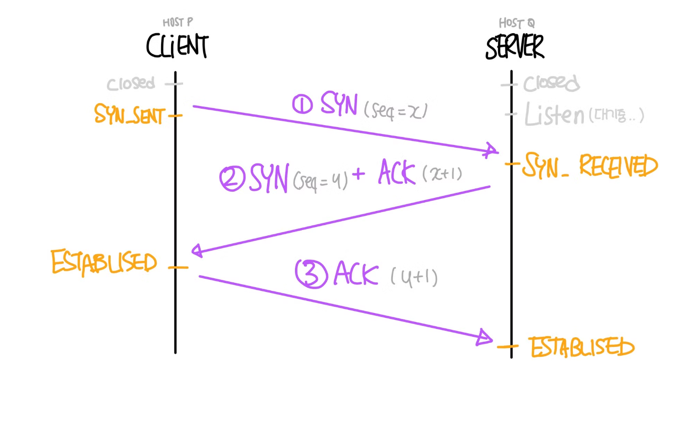 HOST P
CLIENT
HOST Q
SERVER
closed
closed
SYN_SENT
Listen (대기중..)
① SYN (seq=x)
SYN_ RECEIVED
② SYN (seq=y) + ACK (x+1)
ESTABLISED
③ ACK (y+1)
ESTABLISED